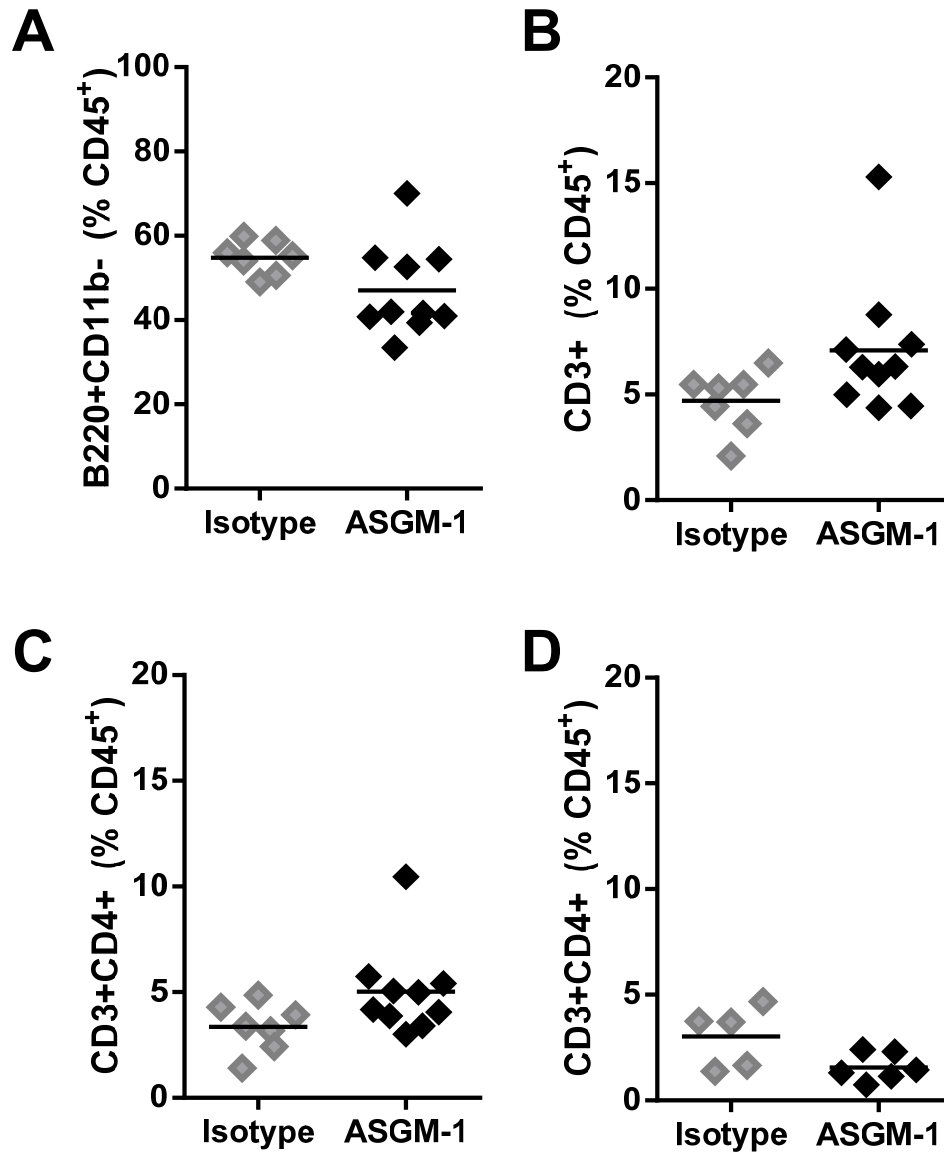 A
B220+CD11b- (% CD45+)
100
80
60
40
20
0
Isotype ASGM-1
B
CD3+ (% CD45+)
20
15
10
5
0
Isotype ASGM-1
C
CD3+CD4+ (% CD45+)
20
15
10
5
0
Isotype ASGM-1
D
CD3+CD4+ (% CD45+)
20
15
10
5
0
Isotype ASGM-1